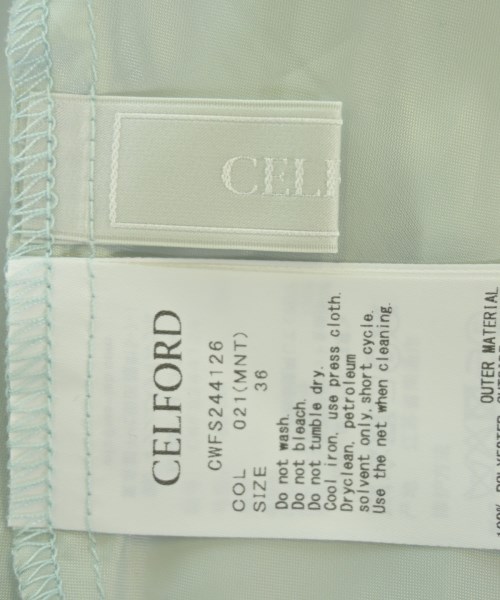 CELF
CELFORD
CWFS244126
COL 021(MNT)
SIZE 36
Do not wash.
Do not bleach.
Do not tumble dry.
Cool iron, use press cloth.
Dryclean, petroleum
solvent only,short cycle.
Use the net when cleaning.
OUTER MATERIAL